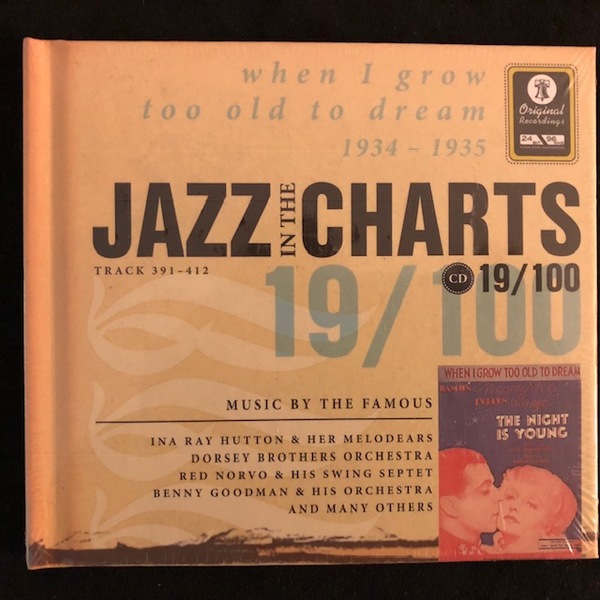 when I grow
too old to dream
1934 – 1935
Original
Recordings
24 96
JAZZ IN THE CHARTS
TRACK 391–412
CD 19/100
19/100
MUSIC BY THE FAMOUS
INA RAY HUTTON & HER MELODEARS
DORSEY BROTHERS ORCHESTRA
RED NORVO & HIS SWING SEPTET
BENNY GOODMAN & HIS ORCHESTRA
AND MANY OTHERS
WHEN I GROW TOO OLD TO DREAM
RAMON
EVELYN
THE NIGHT
IS YOUNG